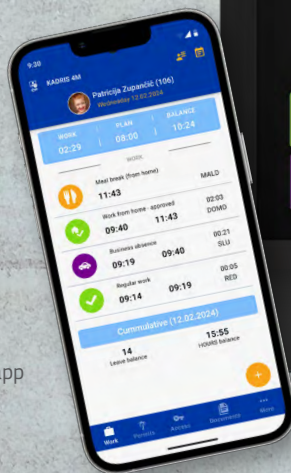 9:30
KADRIS 4M
Patricija Zupančić (106)
Wednesday 12.02.2024
WORK PLAN BALANCE
02:29 08:00 10:24
WORK
Meal break (from home)
11:43 MALD
Work from home - approved 02:03
09:40 11:43 DOMO
Business absence 00:21
09:19 09:40 SLU
Regular work 00:05
09:14 09:19 RED
Cummulative (12.02.2024)
14 15:55
Leave balance HOURS balance
app
+
Work Permits Access Documents More